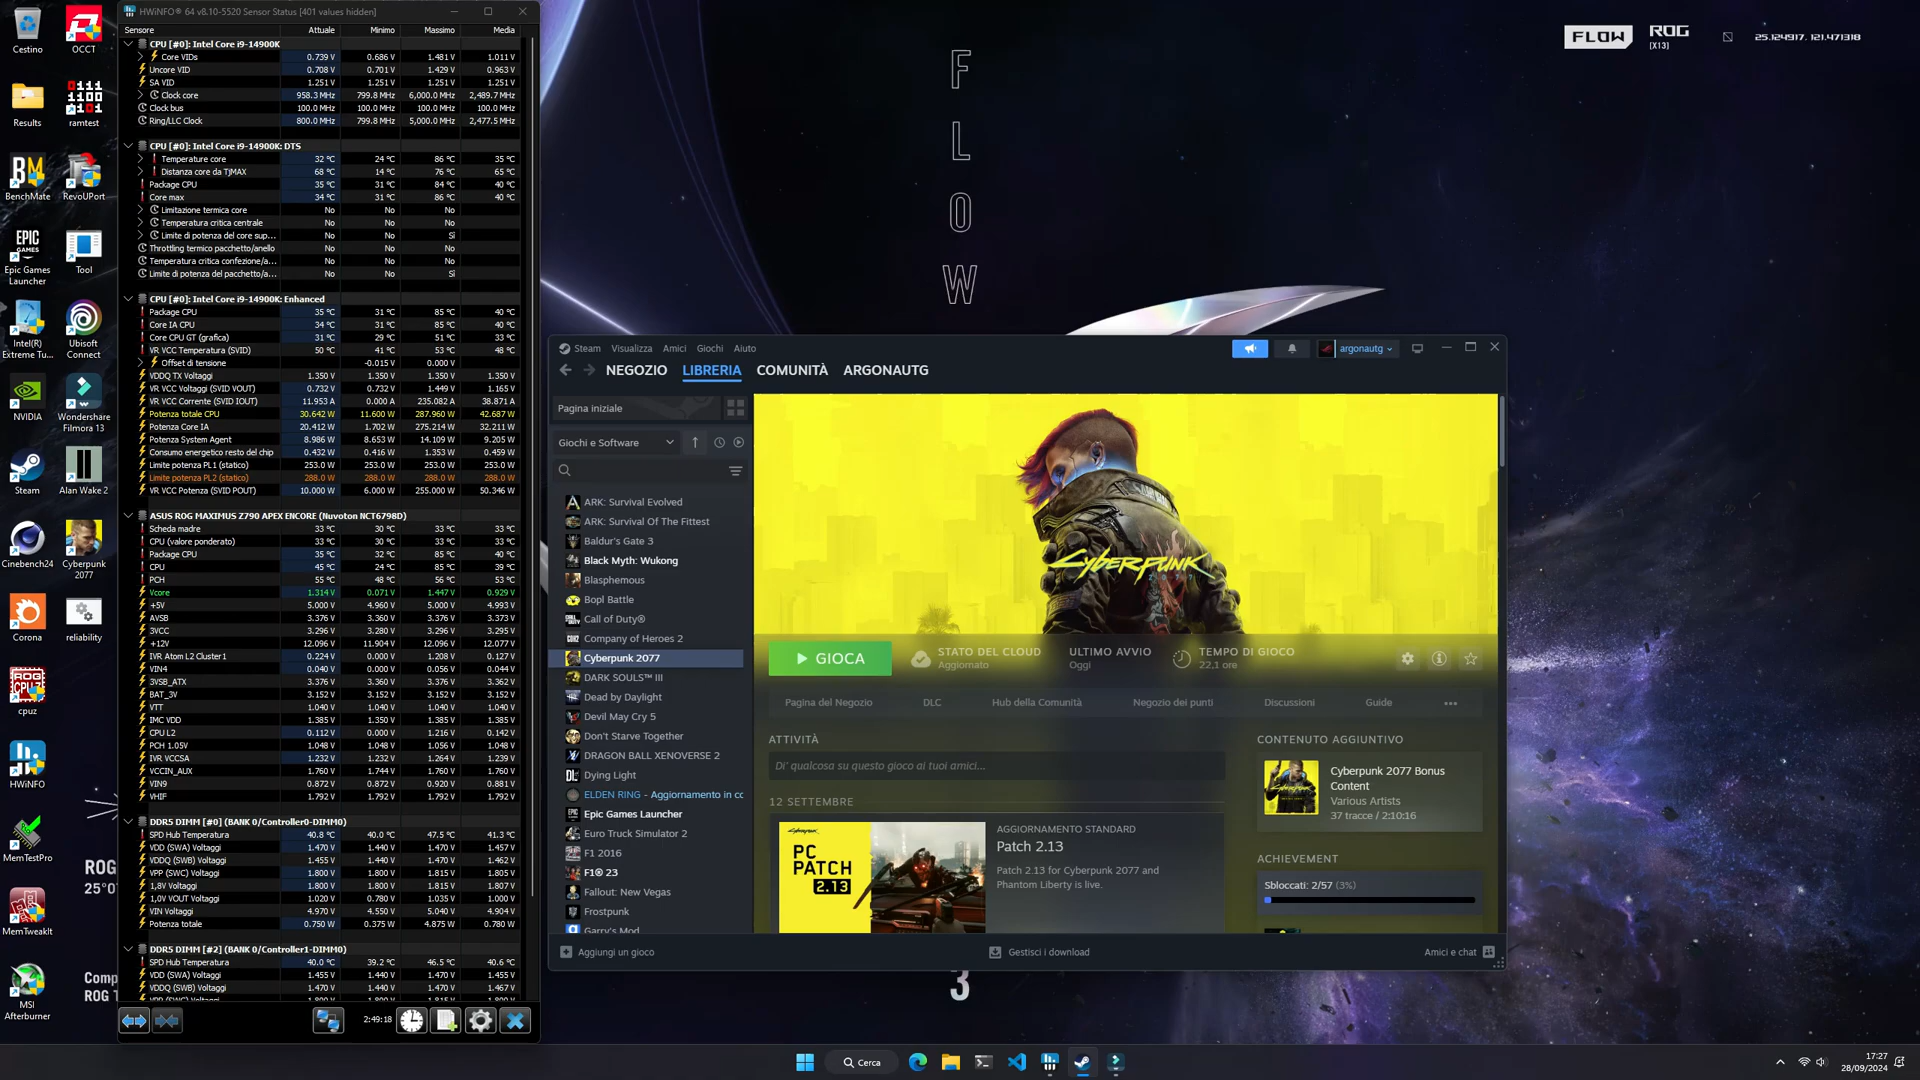 Cestino
OCCT
Results
ramtest
BenchMate
RevoUPort
Epic Games
Launcher
Tool
Intel(R)
Extreme Tu...
Ubisoft
Connect
NVIDIA
Wondershare
Filmora 13
Steam
Alan Wake 2
Cinebench24
Cyberpunk
2077
Corona
reliability
cpuz
HWiNFO
MemTestPro
MemTweakIt
MSI
Afterburner
HWiNFO® 64 v8.10-5520 Sensor Status [401 values hidden]
Sensore Attuale Minimo Massimo Media
CPU [#0]: Intel Core i9-14900K
Core VIDs 0.739 V 0.686 V 1.481 V 1.011 V
Uncore VID 0.708 V 0.701 V 1.429 V 0.963 V
SA VID 1.251 V 1.251 V 1.251 V 1.251 V
Clock core 958.3 MHz 799.8 MHz 6,000.0 MHz 2,489.7 MHz
Clock bus 100.0 MHz 100.0 MHz 100.0 MHz 100.0 MHz
Ring/LLC Clock 800.0 MHz 799.8 MHz 5,000.0 MHz 2,477.5 MHz
CPU [#0]: Intel Core i9-14900K: DTS
Temperature core 32 °C 24 °C 86 °C 35 °C
Distanza core da TjMAX 68 °C 14 °C 76 °C 65 °C
Package CPU 35 °C 31 °C 84 °C 40 °C
Core max 34 °C 31 °C 86 °C 40 °C
Limitazione termica core No No No
Temperatura critica centrale No No No
Limite di potenza del core sup... No No Sì
Throttling termico pacchetto/anello No No No
Temperatura critica confezione/a... No No No
Limite di potenza del pacchetto/a... No No Sì
CPU [#0]: Intel Core i9-14900K: Enhanced
Package CPU 35 °C 31 °C 85 °C 40 °C
Core IA CPU 34 °C 31 °C 85 °C 40 °C
Core CPU GT (grafica) 31 °C 29 °C 51 °C 33 °C
VR VCC Temperatura (SVID) 50 °C 41 °C 53 °C 48 °C
Offset di tensione -0.015 V 0.000 V
VDDQ TX Voltaggi 1.350 V 1.350 V 1.350 V 1.350 V
VR VCC Voltaggi (SVID VOUT) 0.732 V 0.732 V 1.449 V 1.165 V
VR VCC Corrente (SVID IOUT) 11.953 A 0.000 A 235.082 A 38.871 A
Potenza totale CPU 30.642 W 11.600 W 287.960 W 42.687 W
Potenza Core IA 20.412 W 1.702 W 275.214 W 32.211 W
Potenza System Agent 8.986 W 8.653 W 14.109 W 9.205 W
Consumo energetico resto del chip 0.432 W 0.416 W 1.353 W 0.459 W
Limite potenza PL1 (statico) 253.0 W 253.0 W 253.0 W 253.0 W
Limite potenza PL2 (statico) 288.0 W 288.0 W 288.0 W 288.0 W
VR VCC Potenza (SVID POUT) 10.000 W 6.000 W 255.000 W 50.346 W
ASUS ROG MAXIMUS Z790 APEX ENCORE (Nuvoton NCT6798D)
Scheda madre 33 °C 30 °C 33 °C 33 °C
CPU (valore ponderato) 33 °C 30 °C 33 °C 33 °C
Package CPU 35 °C 32 °C 85 °C 40 °C
CPU 45 °C 24 °C 85 °C 39 °C
PCH 55 °C 48 °C 56 °C 53 °C
Vcore 1.314 V 0.071 V 1.447 V 0.929 V
+5V 5.000 V 4.960 V 5.000 V 4.993 V
AVSB 3.376 V 3.360 V 3.376 V 3.373 V
3VCC 3.296 V 3.280 V 3.296 V 3.295 V
+12V 12.096 V 11.904 V 12.096 V 12.077 V
IVR Atom L2 Cluster1 0.224 V 0.000 V 1.208 V 0.127 V
VIN4 0.040 V 0.000 V 0.056 V 0.044 V
3VSB_ATX 3.376 V 3.352 V 3.376 V 3.362 V
BAT_3V 3.152 V 3.152 V 3.152 V 3.152 V
VTT 1.040 V 1.040 V 1.040 V 1.040 V
IMC VDD 1.385 V 1.350 V 1.385 V 1.385 V
CPU L2 0.112 V 0.000 V 1.216 V 0.142 V
PCH 1.05V 1.048 V 1.048 V 1.056 V 1.048 V
IVR VCCSA 1.232 V 1.232 V 1.264 V 1.239 V
VCCIN_AUX 1.760 V 1.744 V 1.760 V 1.760 V
VIN9 0.872 V 0.872 V 0.920 V 0.881 V
VHIF 1.792 V 1.792 V 1.792 V 1.792 V
DDR5 DIMM [#0] (BANK 0/Controller0-DIMM0)
SPD Hub Temperatura 40.8 °C 40.0 °C 47.5 °C 41.3 °C
VDD (SWA) Voltaggi 1.470 V 1.440 V 1.470 V 1.457 V
VDDQ (SWB) Voltaggi 1.455 V 1.440 V 1.470 V 1.462 V
VPP (SWC) Voltaggi 1.800 V 1.800 V 1.815 V 1.805 V
1,8V Voltaggi 1.800 V 1.800 V 1.815 V 1.800 V
1,0V VOUT Voltaggi 1.020 V 0.780 V 1.035 V 1.000 V
VIN Voltaggi 4.970 V 4.550 V 5.040 V 4.904 V
Potenza totale 0.750 W 0.375 W 4.875 W 0.780 W
DDR5 DIMM [#2] (BANK 0/Controller1-DIMM0)
SPD Hub Temperatura 40.0 °C 39.2 °C 46.5 °C 40.6 °C
VDD (SWA) Voltaggi 1.455 V 1.440 V 1.470 V 1.455 V
VDDQ (SWB) Voltaggi 1.470 V 1.440 V 1.470 V 1.467 V
2:49:18
ROG
25°0
Comp
ROG T
F
L
O
W
3
FLOW
ROG
[X13]
25.124917, 121.471318
Steam Visualizza Amici Giochi Aiuto
argonautg
NEGOZIO LIBRERIA COMUNITÀ ARGONAUTG
Pagina iniziale
Giochi e Software
ARK: Survival Evolved
ARK: Survival Of The Fittest
Baldur's Gate 3
Black Myth: Wukong
Blasphemous
Bopl Battle
Call of Duty®
Company of Heroes 2
Cyberpunk 2077
DARK SOULS™ III
Dead by Daylight
Devil May Cry 5
Don't Starve Together
DRAGON BALL XENOVERSE 2
Dying Light
ELDEN RING - Aggiornamento in co
Epic Games Launcher
Euro Truck Simulator 2
F1 2016
F1® 23
Fallout: New Vegas
Frostpunk
Garry's Mod
Cyberpunk
2077
GIOCA
STATO DEL CLOUD
Aggiornato
ULTIMO AVVIO
Oggi
TEMPO DI GIOCO
22,1 ore
Pagina del Negozio DLC Hub della Comunità Negozio dei punti Discussioni Guide
ATTIVITÀ
Di' qualcosa su questo gioco ai tuoi amici...
12 SETTEMBRE
PC
PATCH
2.13
AGGIORNAMENTO STANDARD
Patch 2.13
Patch 2.13 for Cyberpunk 2077 and
Phantom Liberty is live.
CONTENUTO AGGIUNTIVO
Cyberpunk 2077 Bonus
Content
Various Artists
37 tracce / 2:10:16
ACHIEVEMENT
Sbloccati: 2/57 (3%)
Aggiungi un gioco
Gestisci i download
Amici e chat
Cerca
17:27
28/09/2024